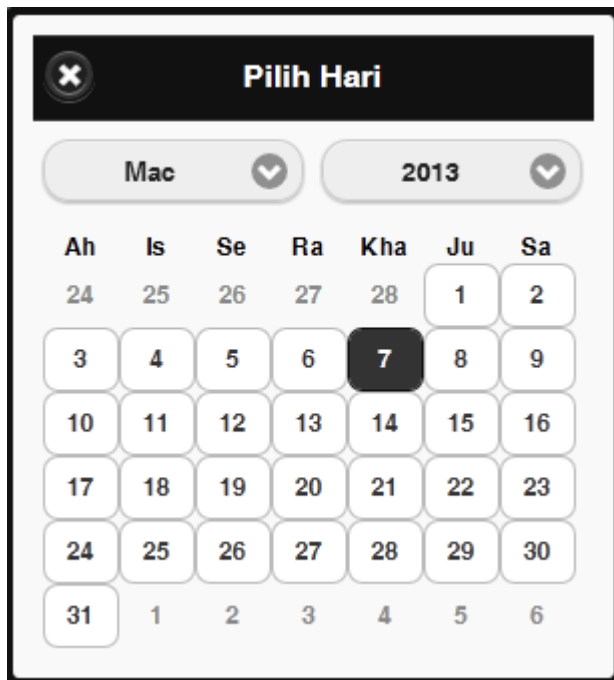 Pilih Hari
Mac 2013
Ah Is Se Ra Kha Ju Sa
24 25 26 27 28 1 2
3 4 5 6 7 8 9
10 11 12 13 14 15 16
17 18 19 20 21 22 23
24 25 26 27 28 29 30
31 1 2 3 4 5 6